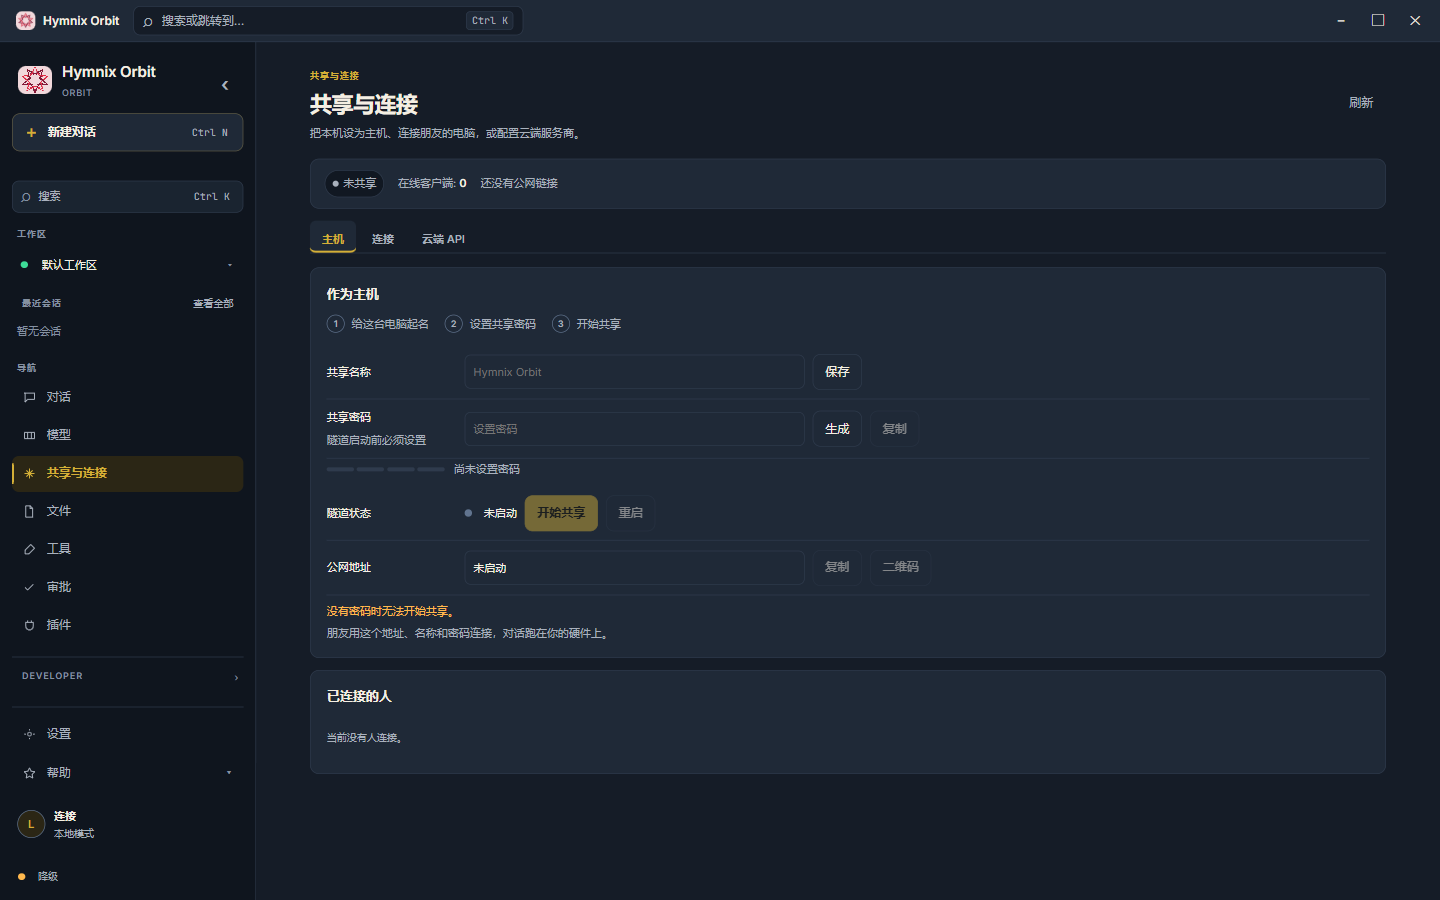 Hymnix Orbit
搜索或跳转到...
Ctrl K
Hymnix Orbit
ORBIT
新建对话
Ctrl N
搜索
Ctrl K
工作区
默认工作区
最近会话
查看全部
暂无会话
导航
对话
模型
共享与连接
文件
工具
审批
插件
DEVELOPER
设置
帮助
L
连接
本地模式
降级
共享与连接
共享与连接
刷新
把本机设为主机、连接朋友的电脑，或配置云端服务商。
未共享
在线客户端: 0
还没有公网链接
主机
连接
云端 API
作为主机
1 给这台电脑起名
2 设置共享密码
3 开始共享
共享名称
Hymnix Orbit
保存
共享密码
隧道启动前必须设置
设置密码
生成
复制
尚未设置密码
隧道状态
未启动
开始共享
重启
公网地址
未启动
复制
二维码
没有密码时无法开始共享。
朋友用这个地址、名称和密码连接，对话跑在你的硬件上。
已连接的人
当前没有人连接。